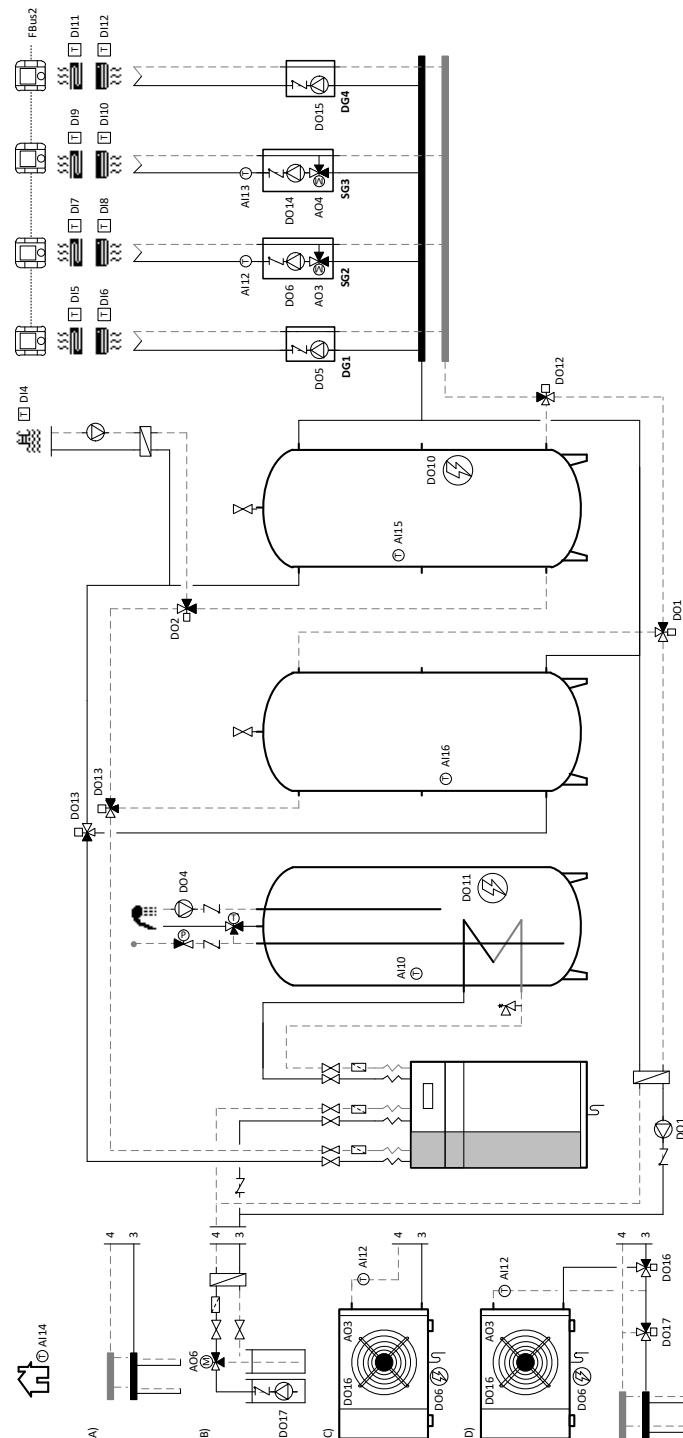 FBus2
T DI11
T DI12
T DI9
T DI10
T DI7
T DI8
T DI5
T DI6
T DI4
AI13
AI12
DO15
DG4
DO14
AO4
M
SG3
DO6
AO3
M
SG2
DO5
DG1
DO12
DO10
T AI15
DO2
DO1
DO13
DO13
T AI16
DO4
P
T
DO11
AI10
T
DO1
T AI14
A)
4
3
B)
AO6
M
DO17
4
3
C)
DO16
AO3
DO6
T AI12
4
3
D)
DO16
AO3
DO6
T AI12
DO17
DO16
4
3